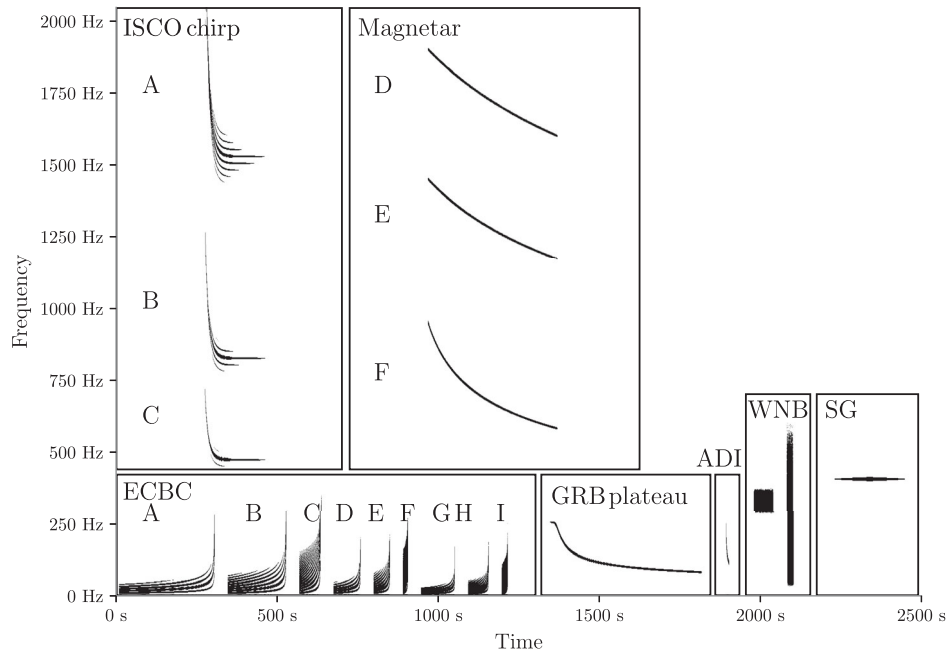 2000 Hz
ISCO chirp
Magnetar
A
D
1750 Hz
1500 Hz
E
1250 Hz
B
1000 Hz
Frequency
F
750 Hz
C
WNB
SG
500 Hz
ADI
ECBC
GRB plateau
A B C D E F G H I
250 Hz
0 Hz
0 s 500 s 1000 s 1500 s 2000 s 2500 s
Time